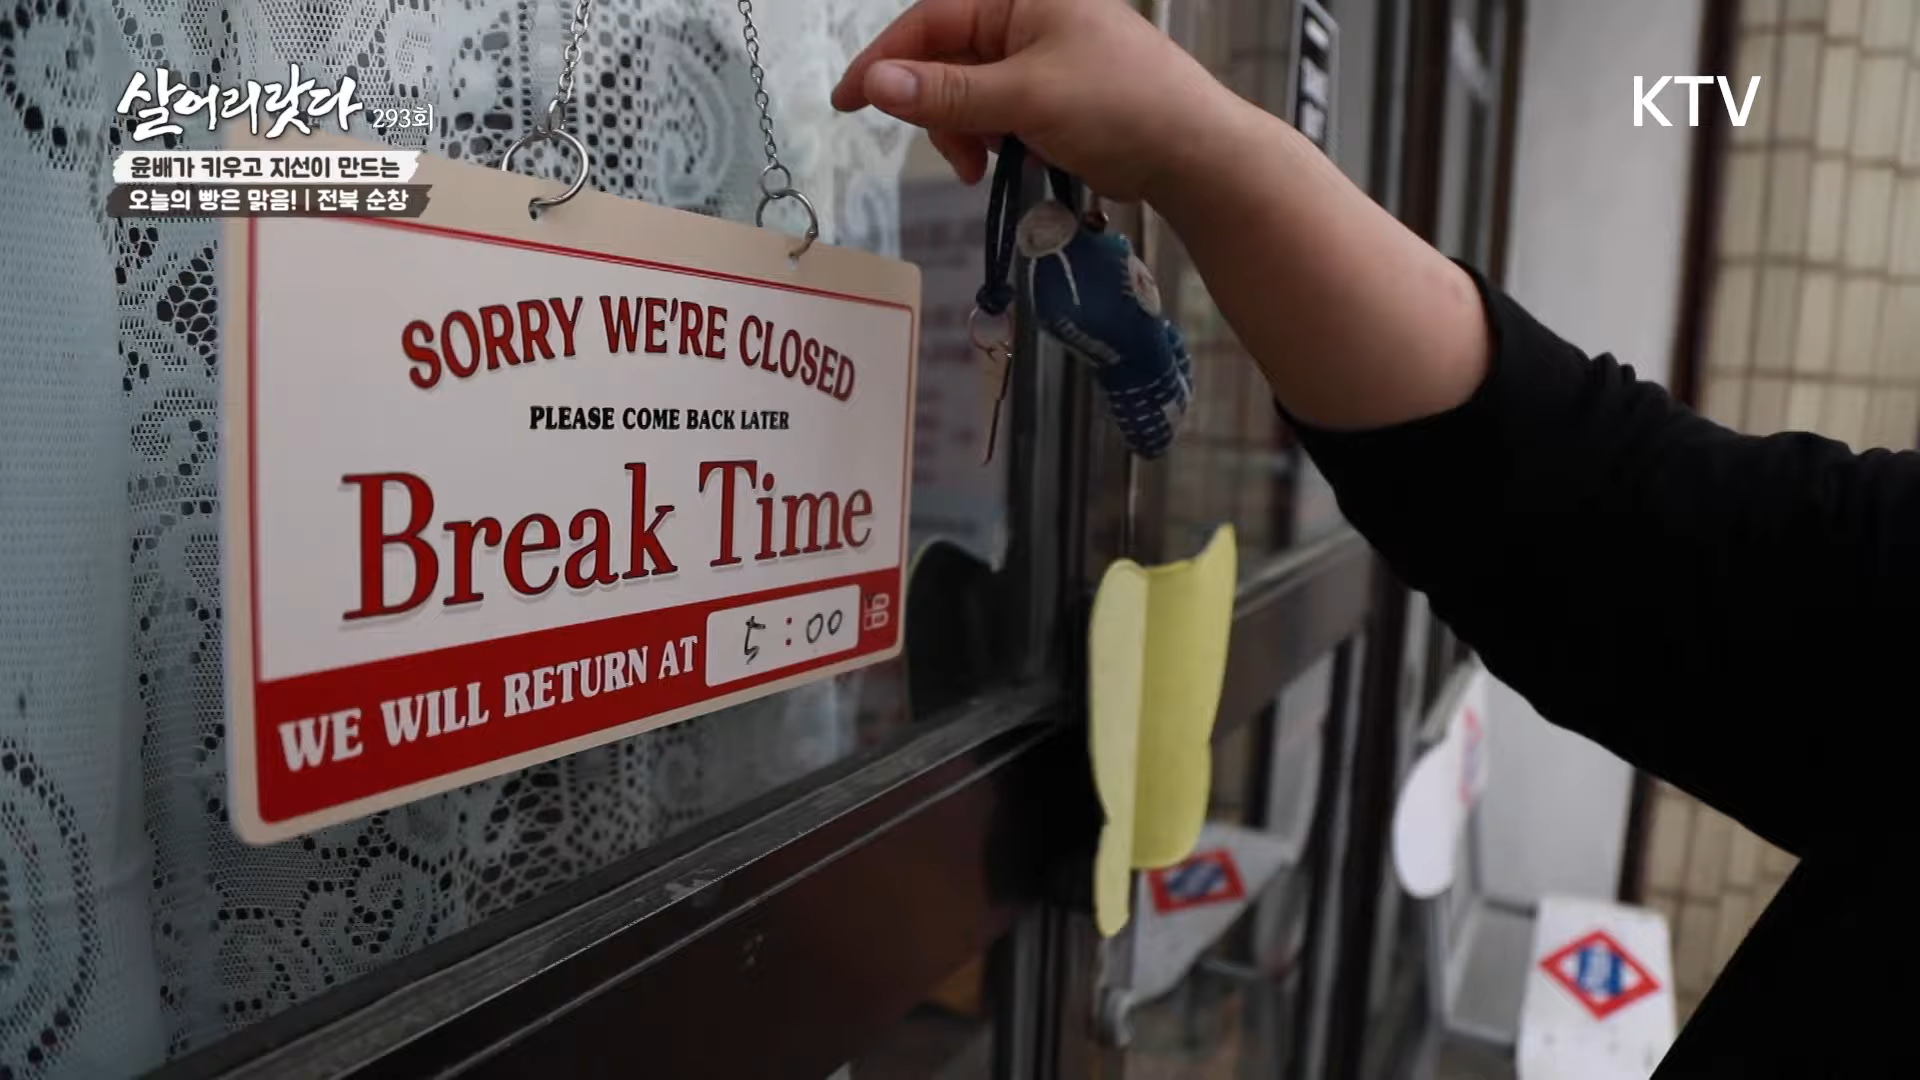 살어리랏다 293회
윤배가 키우고 지선이 만드는
오늘의 빵은 맑음! | 전북 순창
KTV
SORRY WE'RE CLOSED
PLEASE COME BACK LATER
Break Time
WE WILL RETURN AT 5:00